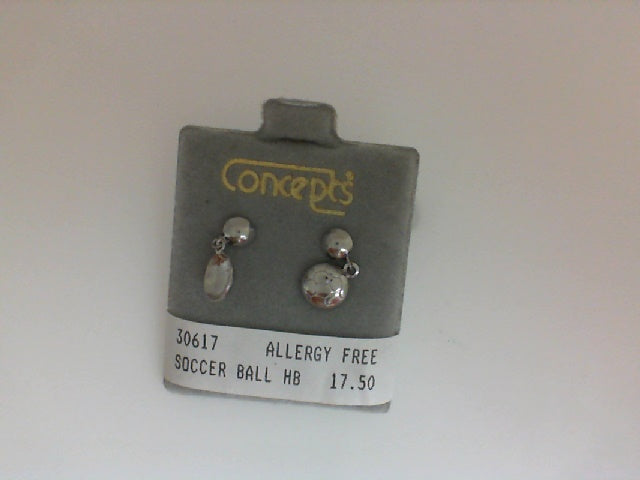 Concepts®
30617 ALLERGY FREE
SOCCER BALL HB 17.50